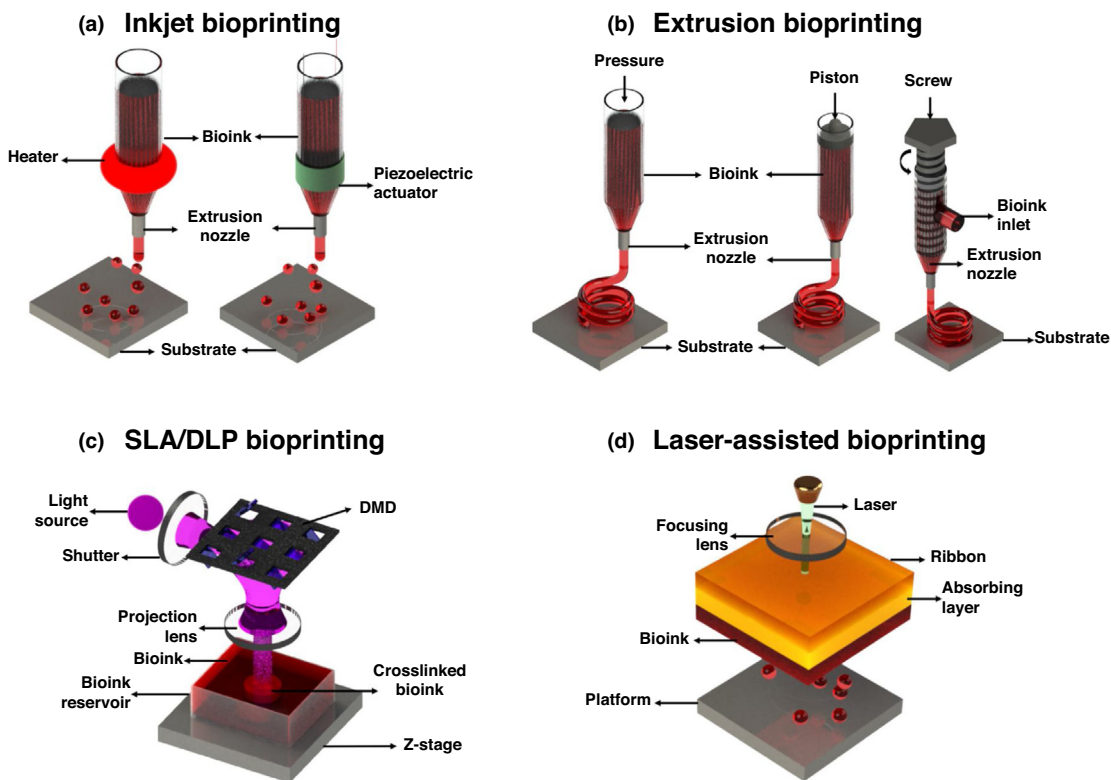 (a) Inkjet bioprinting
Bioink
Heater
Piezoelectric
actuator
Extrusion
nozzle
Substrate
(b) Extrusion bioprinting
Pressure
Piston
Screw
Bioink
Bioink
inlet
Extrusion
nozzle
Extrusion
nozzle
Substrate
Substrate
(c) SLA/DLP bioprinting
Light
source
DMD
Shutter
Projection
lens
Bioink
Bioink
reservoir
Crosslinked
bioink
Z-stage
(d) Laser-assisted bioprinting
Laser
Focusing
lens
Ribbon
Absorbing
layer
Bioink
Platform